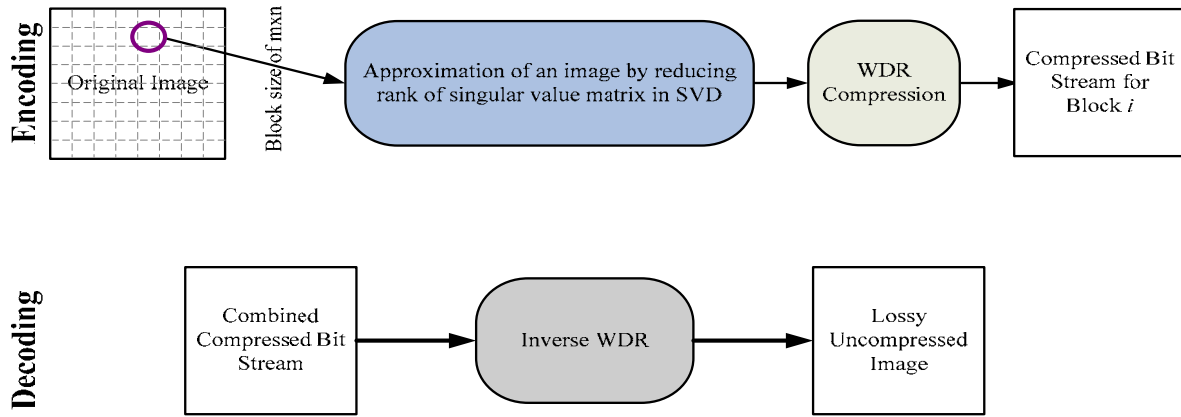 Encoding
Original Image
Block size of mxn
Approximation of an image by reducing
rank of singular value matrix in SVD
WDR
Compression
Compressed Bit
Stream for
Block i
Decoding
Combined
Compressed Bit
Stream
Inverse WDR
Lossy
Uncompressed
Image